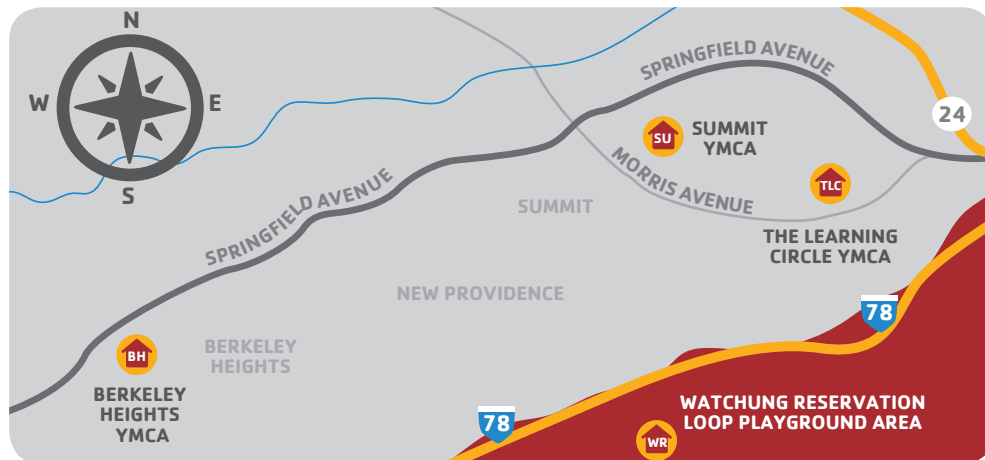 N
W
E
S
SPRINGFIELD AVENUE
24
SU
SUMMIT
YMCA
MORRIS AVENUE
TLC
SPRINGFIELD AVENUE
SUMMIT
THE LEARNING
CIRCLE YMCA
NEW PROVIDENCE
78
BH
BERKELEY
HEIGHTS
BERKELEY
HEIGHTS
YMCA
WATCHUNG RESERVATION
LOOP PLAYGROUND AREA
78
WR